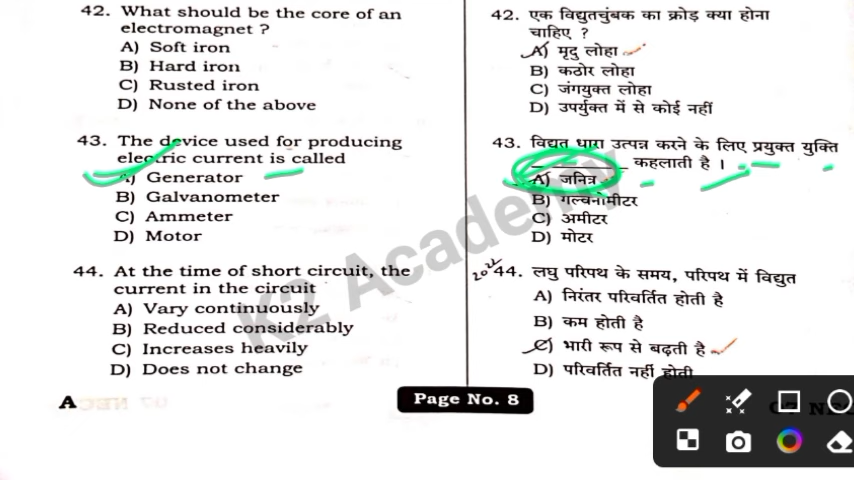 42. What should be the core of an
electromagnet ?
A) Soft iron
B) Hard iron
C) Rusted iron
D) None of the above
43. The device used for producing
electric current is called
A) Generator
B) Galvanometer
C) Ammeter
D) Motor
44. At the time of short circuit, the
current in the circuit
A) Vary continuously
B) Reduced considerably
C) Increases heavily
D) Does not change
42. एक विद्युतचुंबक का क्रोड़ क्या होना
चाहिए ?
A) मृदु लोहा
B) कठोर लोहा
C) जंगयुक्त लोहा
D) उपर्युक्त में से कोई नहीं
43. विद्युत धारा उत्पन्न करने के लिए प्रयुक्त युक्ति
__________ कहलाती है ।
A) जनित्र
B) गल्वनोमीटर
C) अमीटर
D) मोटर
44. लघु परिपथ के समय, परिपथ में विद्युत
A) निरंतर परिवर्तित होती है
B) कम होती है
C) भारी रूप से बढ़ती है
D) परिवर्तित नहीं होती
K2 Academy
A
Page No. 8